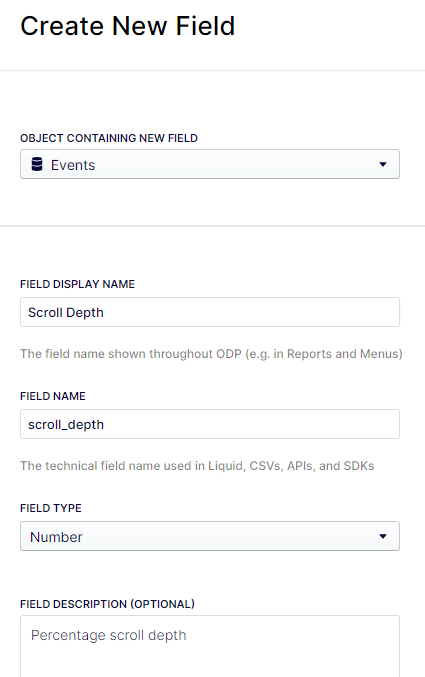 Create New Field
OBJECT CONTAINING NEW FIELD
Events
FIELD DISPLAY NAME
Scroll Depth
The field name shown throughout ODP (e.g. in Reports and Menus)
FIELD NAME
scroll_depth
The technical field name used in Liquid, CSVs, APIs, and SDKs
FIELD TYPE
Number
FIELD DESCRIPTION (OPTIONAL)
Percentage scroll depth